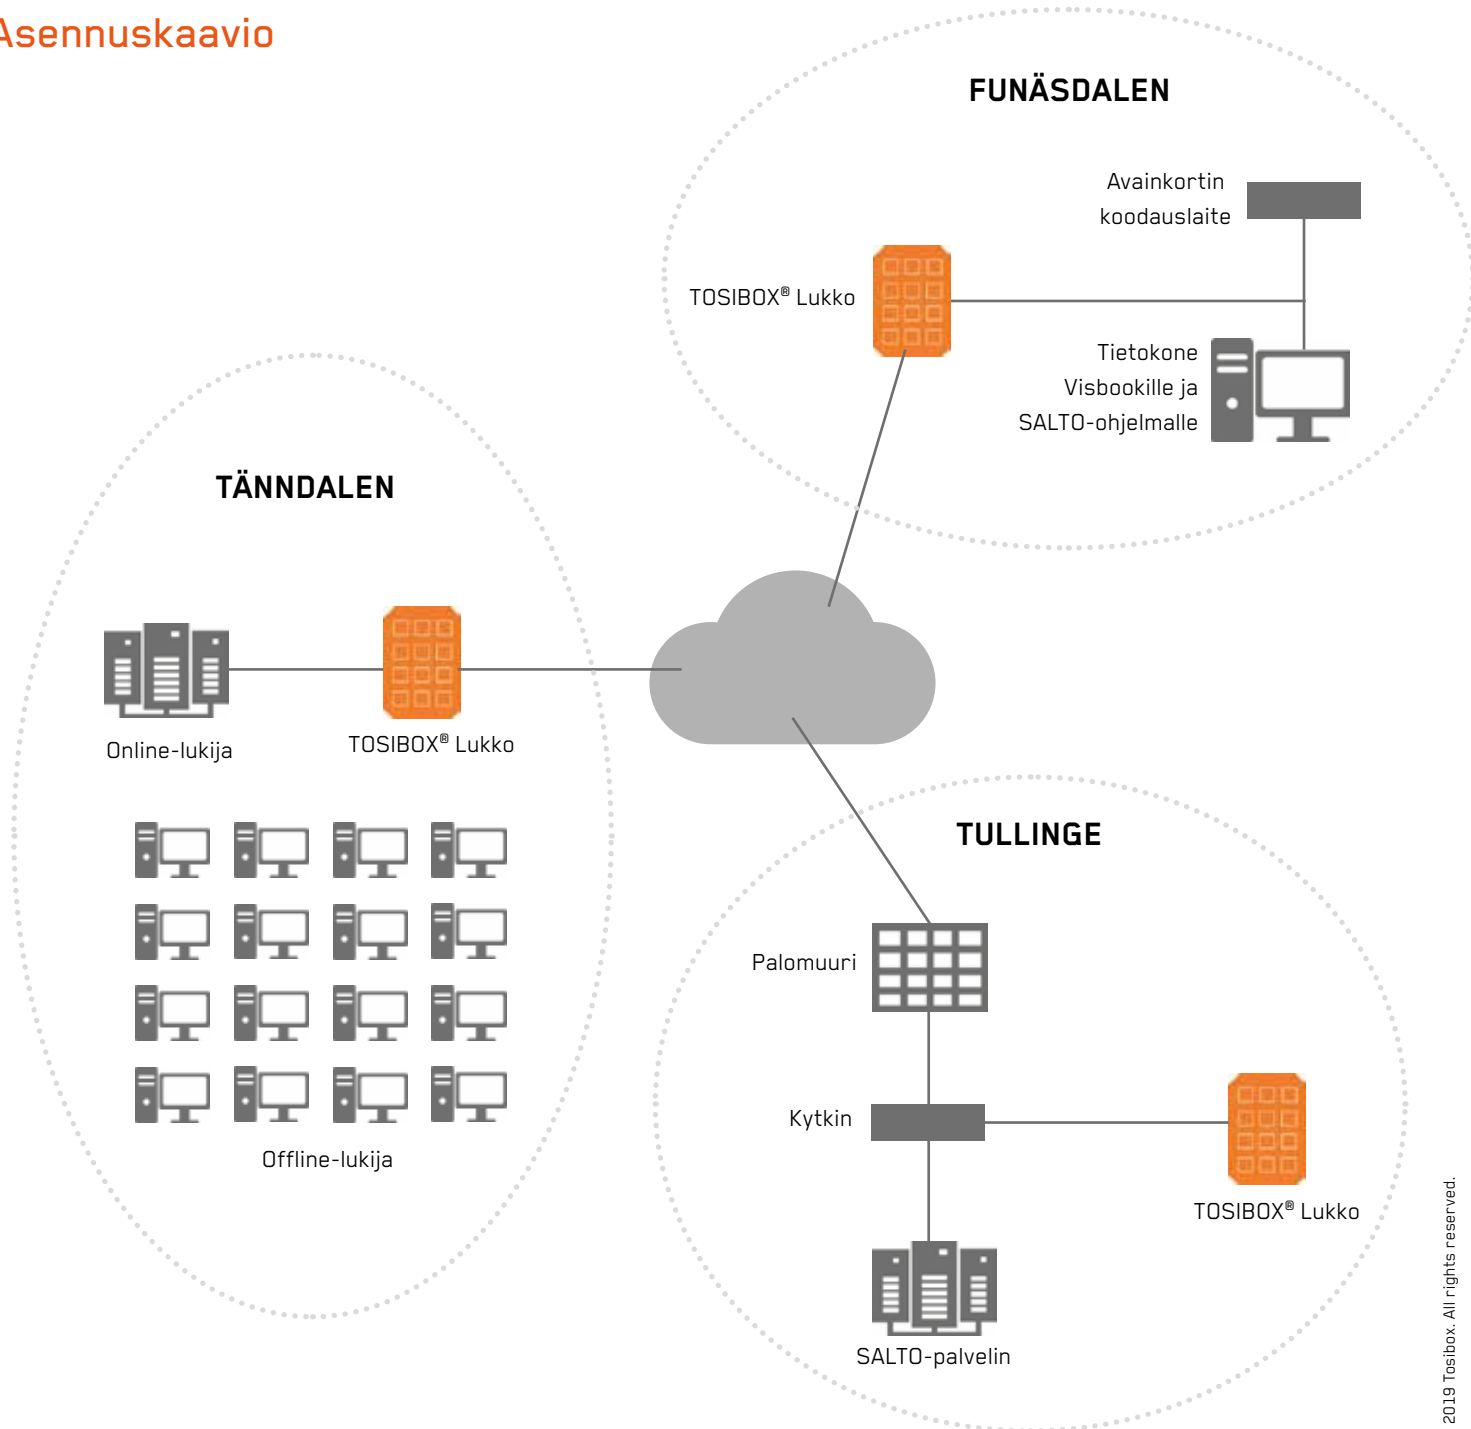 Asennuskaavio
FUNÄSDALEN
Avainkortin
koodauslaite
TOSIBOX® Lukko
Tietokone
Visbookille ja
SALTO-ohjelmalle
TÄNNDALEN
Online-lukija
TOSIBOX® Lukko
Offline-lukija
TULLINGE
Palomuuri
Kytkin
TOSIBOX® Lukko
SALTO-palvelin
2019 Tosibox. All rights reserved.